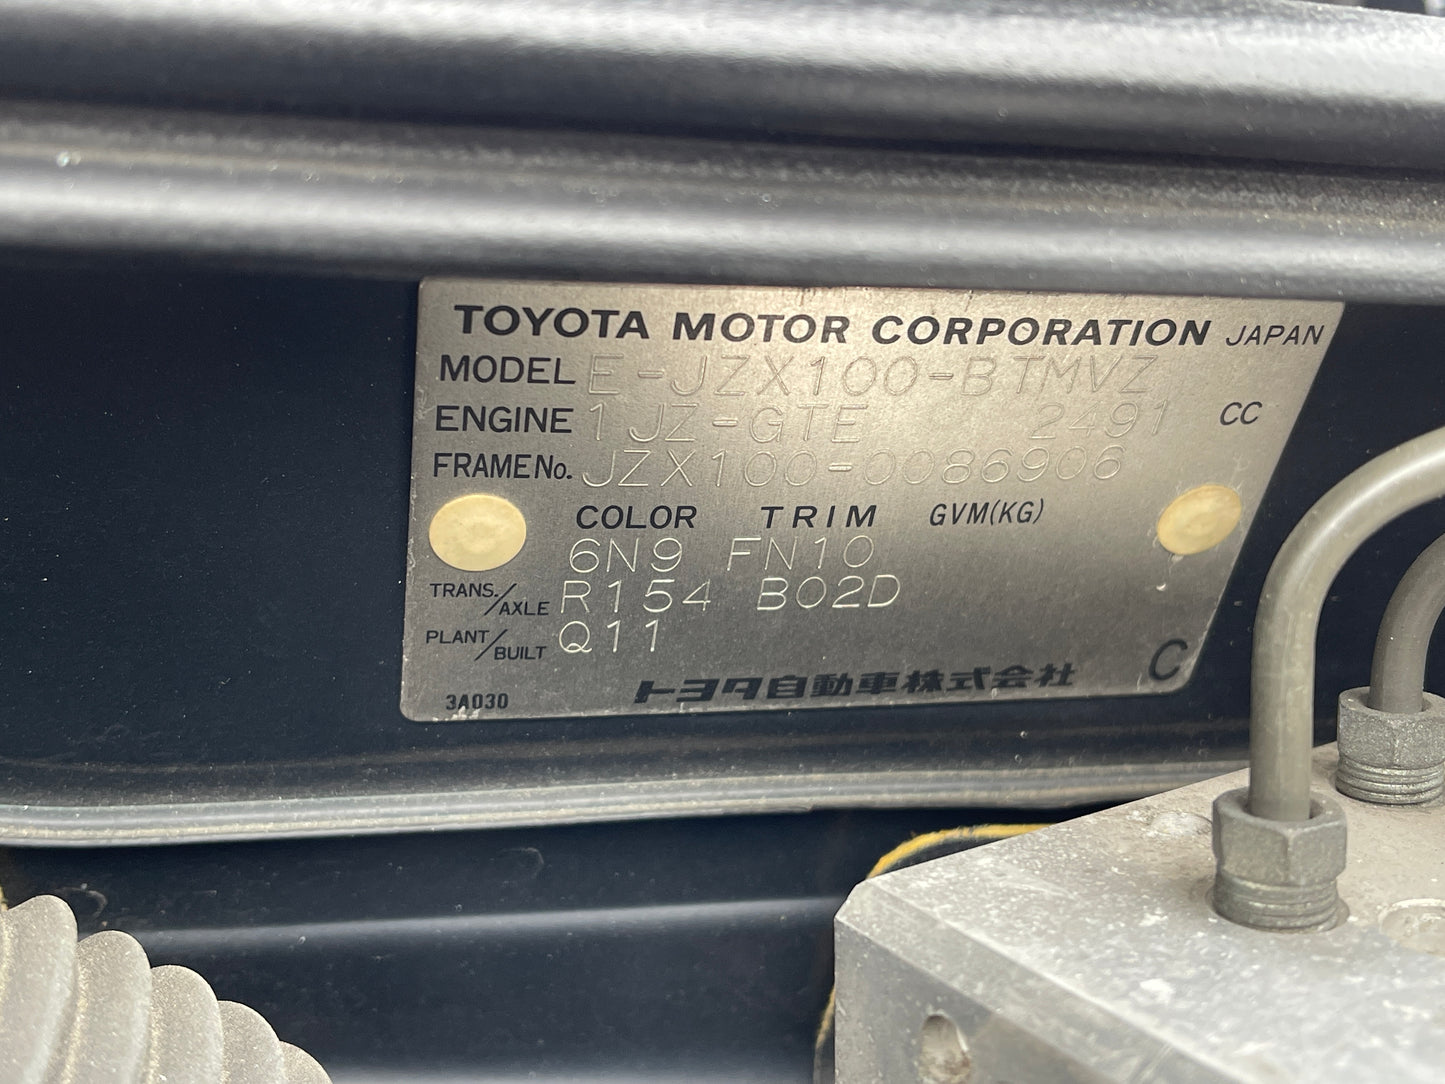 TOYOTA MOTOR CORPORATION JAPAN
MODEL E-JZX100-BTMVZ
ENGINE 1JZ-GTE 2491 CC
FRAME No. JZX100-0086906
COLOR TRIM GVM(KG)
6N9 FN10
TRANS./AXLE R154 B02D
PLANT/BUILT Q11
3A030 トヨタ自動車株式会社 C